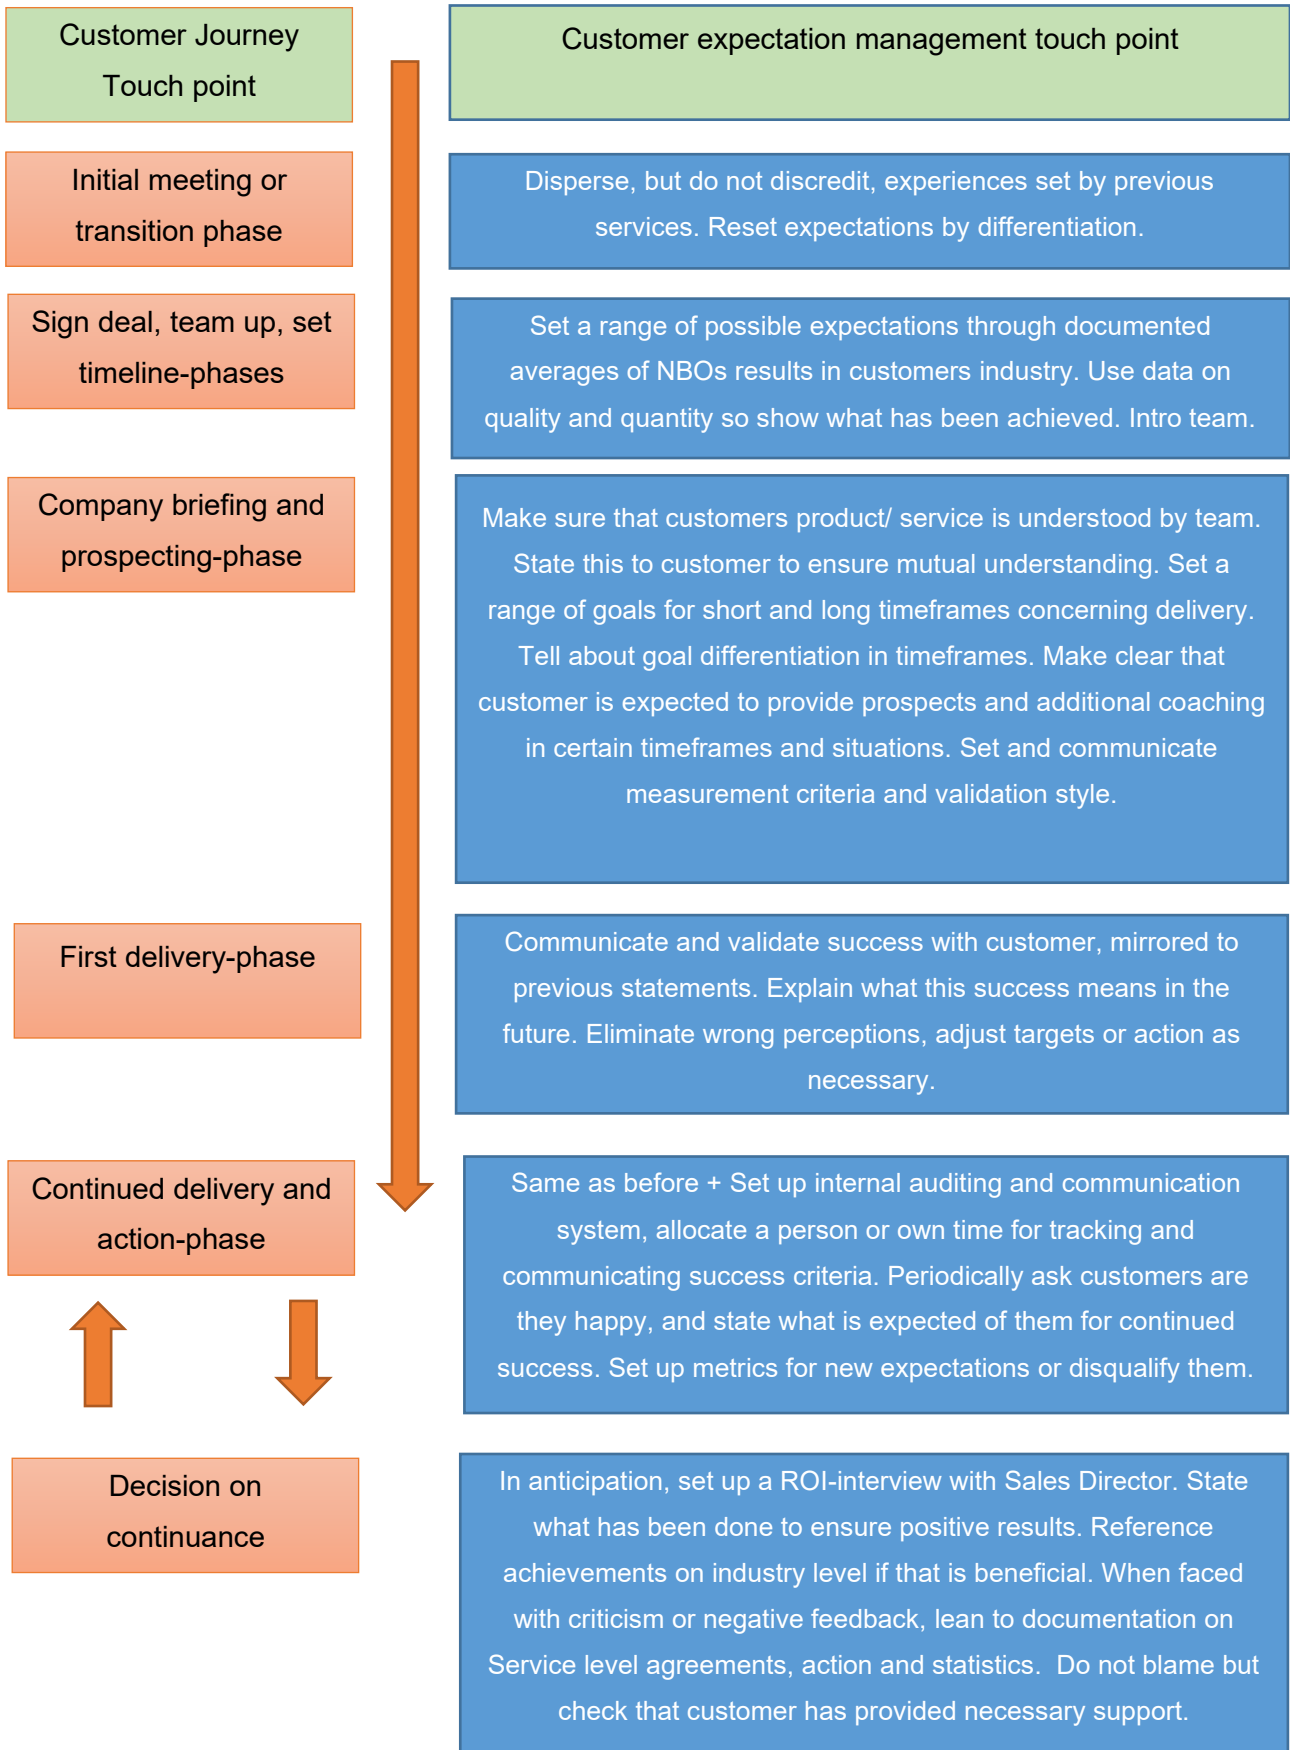 Customer Journey
Touch point
Customer expectation management touch point
Initial meeting or
transition phase
Disperse, but do not discredit, experiences set by previous
services. Reset expectations by differentiation.
Sign deal, team up, set
timeline-phases
Set a range of possible expectations through documented
averages of NBOs results in customers industry. Use data on
quality and quantity so show what has been achieved. Intro team.
Company briefing and
prospecting-phase
Make sure that customers product/ service is understood by team.
State this to customer to ensure mutual understanding. Set a
range of goals for short and long timeframes concerning delivery.
Tell about goal differentiation in timeframes. Make clear that
customer is expected to provide prospects and additional coaching
in certain timeframes and situations. Set and communicate
measurement criteria and validation style.
First delivery-phase
Communicate and validate success with customer, mirrored to
previous statements. Explain what this success means in the
future. Eliminate wrong perceptions, adjust targets or action as
necessary.
Continued delivery and
action-phase
Same as before + Set up internal auditing and communication
system, allocate a person or own time for tracking and
communicating success criteria. Periodically ask customers are
they happy, and state what is expected of them for continued
success. Set up metrics for new expectations or disqualify them.
Decision on
continuance
In anticipation, set up a ROI-interview with Sales Director. State
what has been done to ensure positive results. Reference
achievements on industry level if that is beneficial. When faced
with criticism or negative feedback, lean to documentation on
Service level agreements, action and statistics.  Do not blame but
check that customer has provided necessary support.